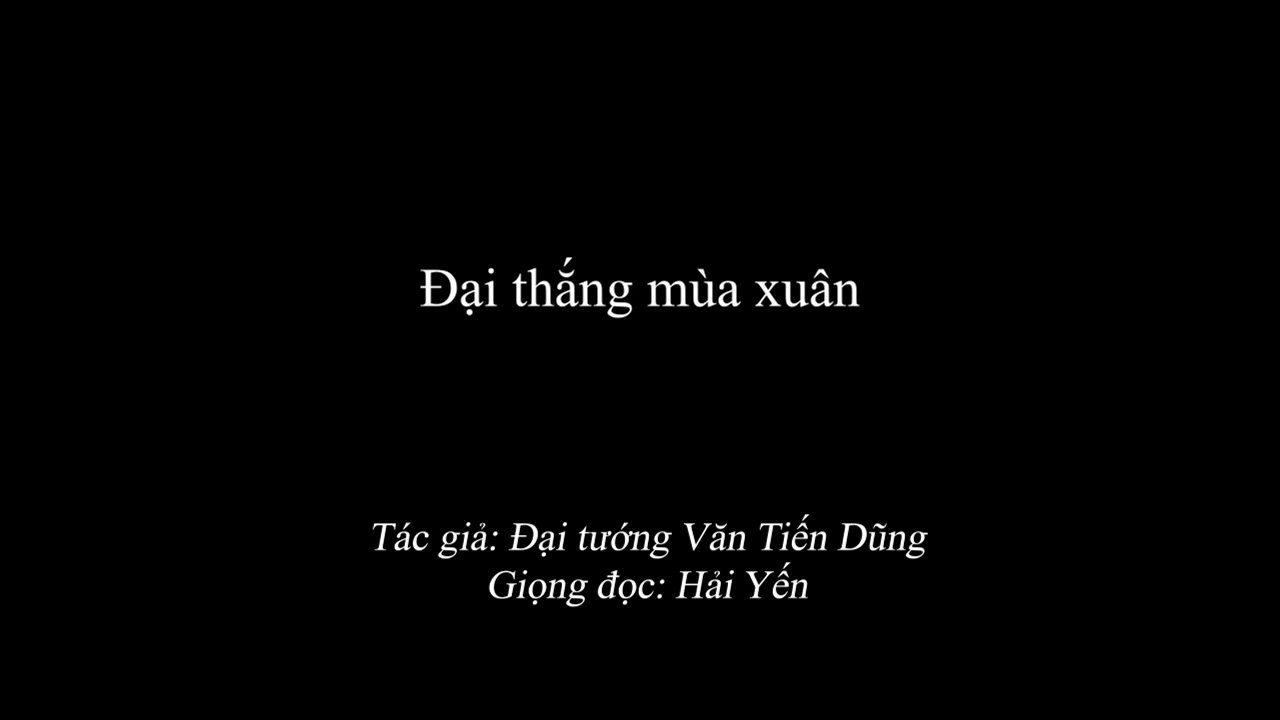 Đại thắng mùa xuân
Tác giả: Đại tướng Văn Tiến Dũng
Giọng đọc: Hải Yến